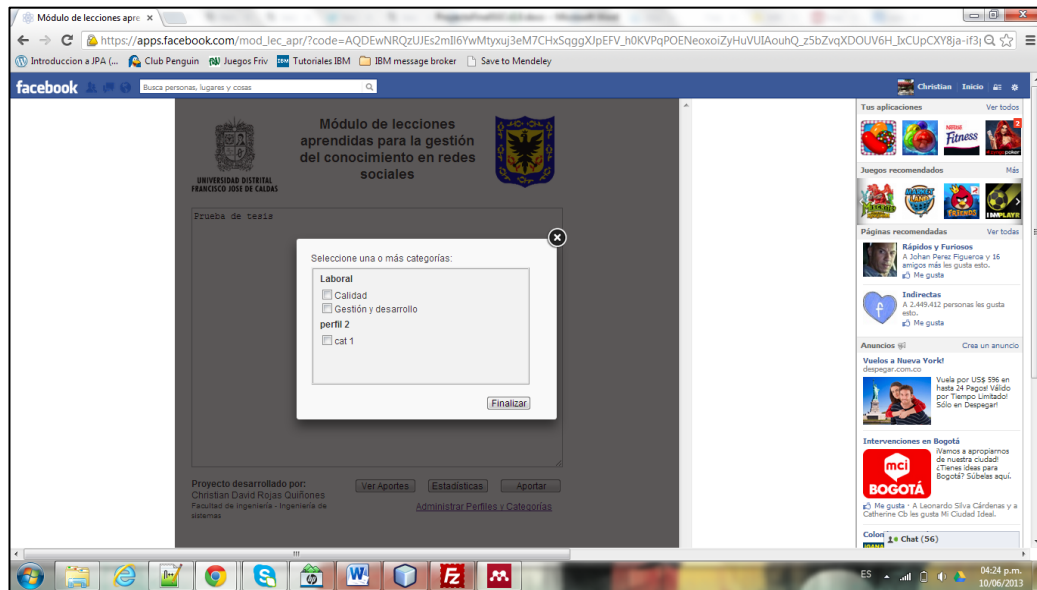 Módulo de lecciones apre ×
https://apps.facebook.com/mod_lec_apr/?code=
Introduccion a JPA (... Club Penguin Juegos Friv Tutoriales IBM IBM message broker Save to Mendeley
facebook Busca personas, lugares y cosas Christian Inicio
Módulo de lecciones
aprendidas para la gestión
del conocimiento en redes
sociales
UNIVERSIDAD DISTRITAL
FRANCISCO JOSE DE CALDAS
Prueba de tesis
Seleccione una o más categorías:
Laboral
Calidad
Gestión y desarrollo
perfil 2
cat 1
Finalizar
Proyecto desarrollado por:
Christian David Rojas Quiñones
Facultad de Ingeniería - Ingeniería de
sistemas
Ver Aportes Estadísticas Aportar
Administrar Perfiles y Categorías
Tus aplicaciones Ver todos
Nestlé
Fitness
2
poker
Juegos recomendados Más
MARKET
LAND
FRIENDS
Páginas recomendadas Ver todas
Rápidos y Furiosos
A Johan Perez Figueroa y 16
amigos más les gusta esto.
Me gusta
Indirectas
A 2.449.412 personas les gusta
esto.
Me gusta
Anuncios Crea un anuncio
Vuelos a Nueva York!
despegar.com.co
Vuela por US$ 596 en
hasta 24 Pagos! Válido
por Tiempo Limitado!
Sólo en Despegar!
Intervenciones en Bogotá
mci
BOGOTÁ
¡Vamos a apropiarnos
de nuestra ciudad!
¿Tienes ideas para
Bogotá? Súbelas aquí.
Me gusta · A Leonardo Silva Cárdenas y a
Catherine Cb les gusta Mi Ciudad Ideal.
Colon
Chat (56)
ES 04:24 p.m.
10/06/2013